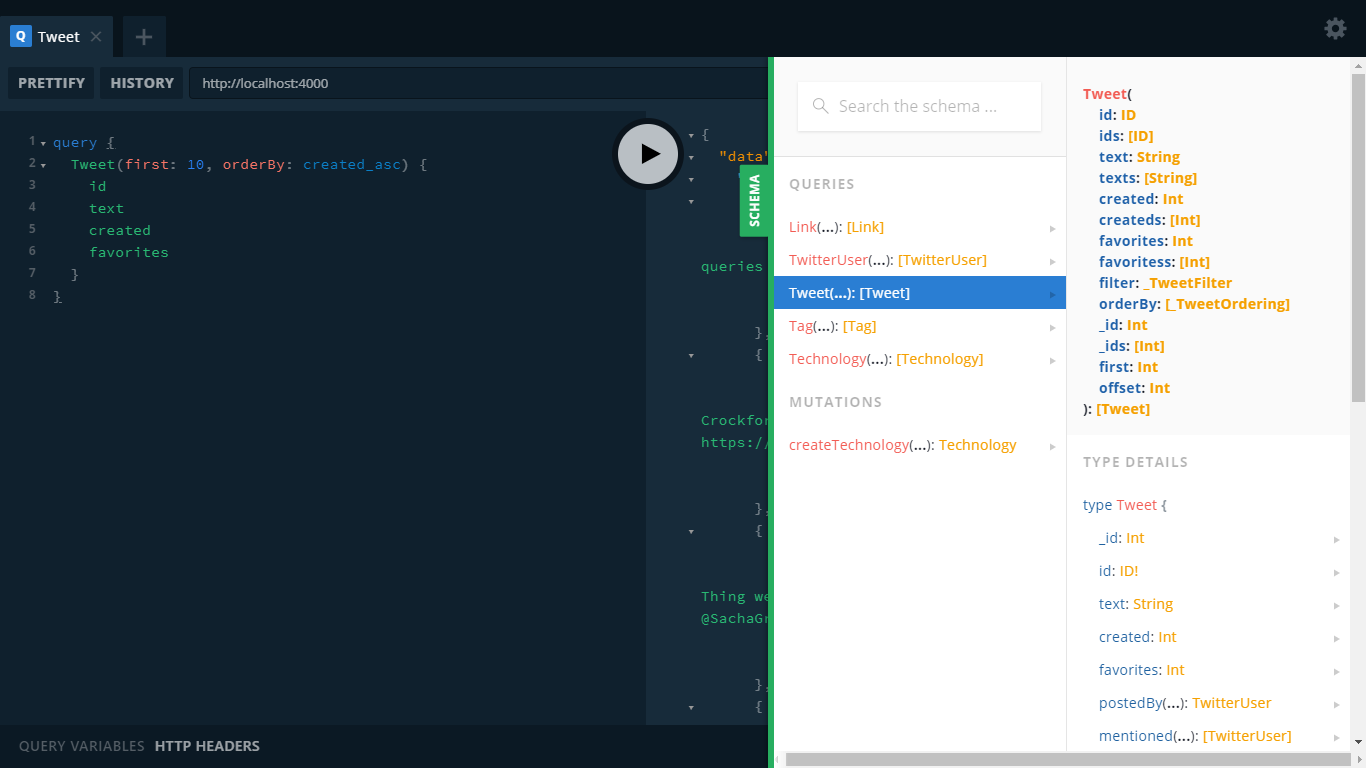 Q Tweet
PRETTIFY HISTORY http://localhost:4000
1 query {
2 Tweet(first: 10, orderBy: created_asc) {
3 id
4 text
5 created
6 favorites
7 }
8 }
QUERY VARIABLES HTTP HEADERS
{
"data"
queries
},
{
Crockfor
https://
},
{
Thing we
@SachaGr
},
{
SCHEMA
Search the schema ...
QUERIES
Link(...): [Link]
TwitterUser(...): [TwitterUser]
Tweet(...): [Tweet]
Tag(...): [Tag]
Technology(...): [Technology]
MUTATIONS
createTechnology(...): Technology
Tweet(
id: ID
ids: [ID]
text: String
texts: [String]
created: Int
createds: [Int]
favorites: Int
favoritess: [Int]
filter: _TweetFilter
orderBy: [_TweetOrdering]
_id: Int
_ids: [Int]
first: Int
offset: Int
): [Tweet]
TYPE DETAILS
type Tweet {
_id: Int
id: ID!
text: String
created: Int
favorites: Int
postedBy(...): TwitterUser
mentioned(...): [TwitterUser]